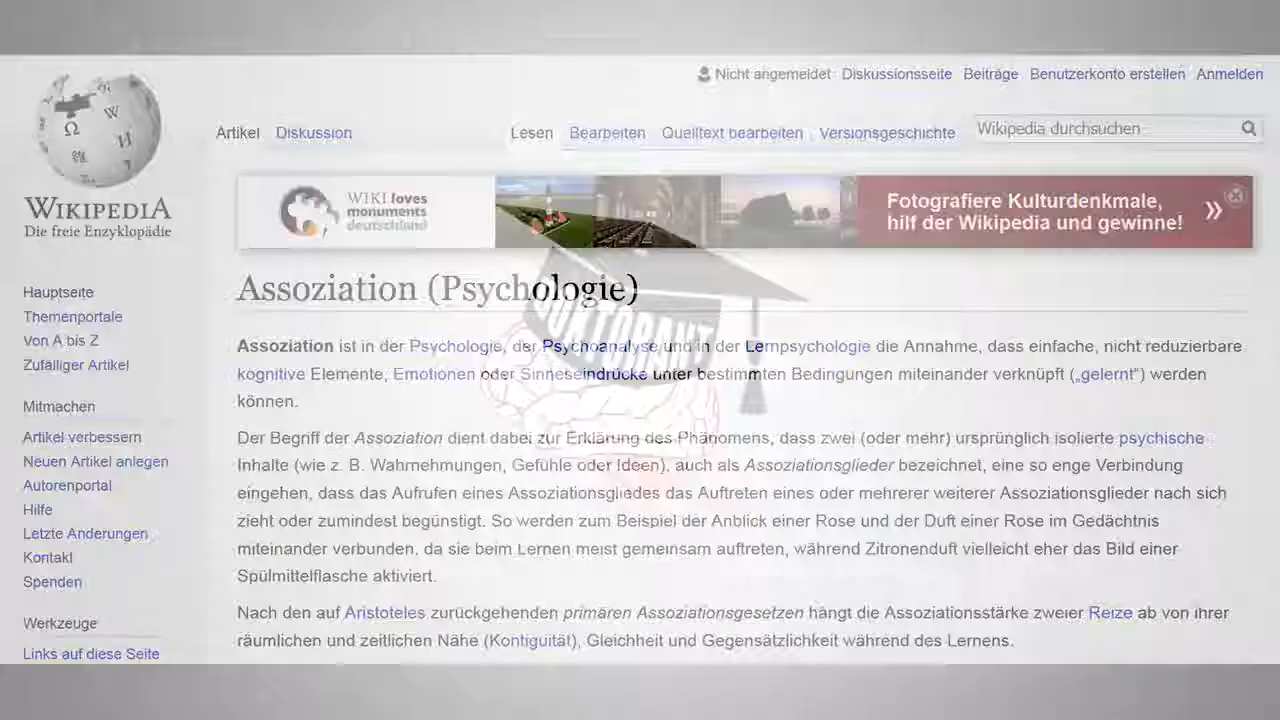 Nicht angemeldet Diskussionsseite Beiträge Benutzerkonto erstellen Anmelden
Artikel Diskussion Lesen Bearbeiten Quelltext bearbeiten Versionsgeschichte Wikipedia durchsuchen
WIKIPEDIA
Die freie Enzyklopädie
WIKI loves
monuments
deutschland
Fotografiere Kulturdenkmale,
hilf der Wikipedia und gewinne!
Hauptseite
Themenportale
Von A bis Z
Zufälliger Artikel
Mitmachen
Artikel verbessern
Neuen Artikel anlegen
Autorenportal
Hilfe
Letzte Änderungen
Kontakt
Spenden
Werkzeuge
Links auf diese Seite
Assoziation (Psychologie)
DOKTORANT
Assoziation ist in der Psychologie, der Psychoanalyse und in der Lernpsychologie die Annahme, dass einfache, nicht reduzierbare
kognitive Elemente, Emotionen oder Sinneseindrücke unter bestimmten Bedingungen miteinander verknüpft („gelernt“) werden
können.
Der Begriff der Assoziation dient dabei zur Erklärung des Phänomens, dass zwei (oder mehr) ursprünglich isolierte psychische
Inhalte (wie z. B. Wahrnehmungen, Gefühle oder Ideen), auch als Assoziationsglieder bezeichnet, eine so enge Verbindung
eingehen, dass das Aufrufen eines Assoziationsgliedes das Auftreten eines oder mehrerer weiterer Assoziationsglieder nach sich
zieht oder zumindest begünstigt. So werden zum Beispiel der Anblick einer Rose und der Duft einer Rose im Gedächtnis
miteinander verbunden, da sie beim Lernen meist gemeinsam auftreten, während Zitronenduft vielleicht eher das Bild einer
Spülmittelflasche aktiviert.
Nach den auf Aristoteles zurückgehenden primären Assoziationsgesetzen hängt die Assoziationsstärke zweier Reize ab von ihrer
räumlichen und zeitlichen Nähe (Kontiguität), Gleichheit und Gegensätzlichkeit während des Lernens.